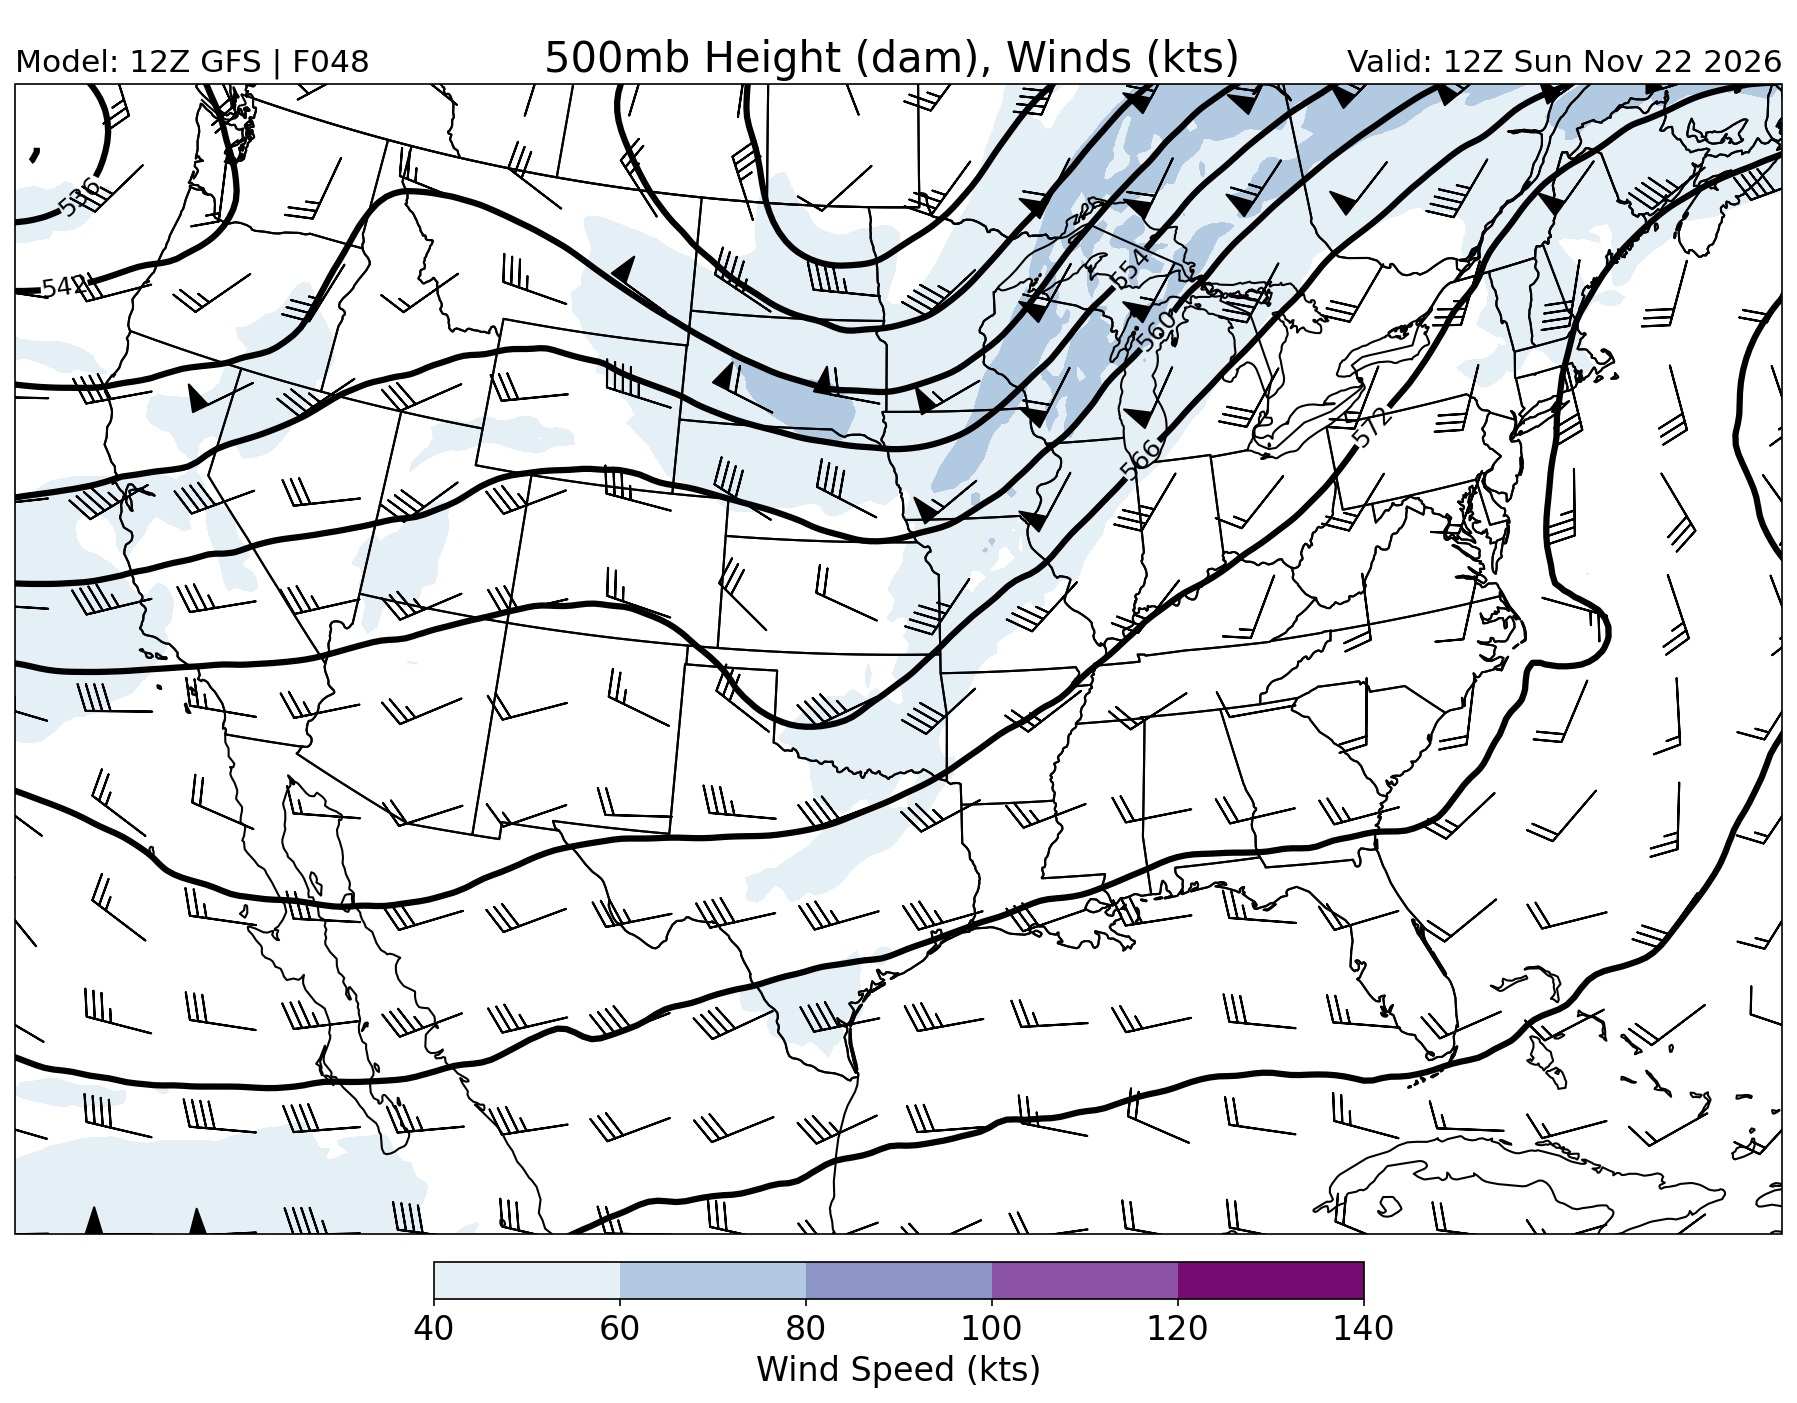 Model: 12Z GFS | F048
500mb Height (dam), Winds (kts)
Valid: 12Z Sun Nov 22 2026
536
542
554
560
566
572
40 60 80 100 120 140
Wind Speed (kts)